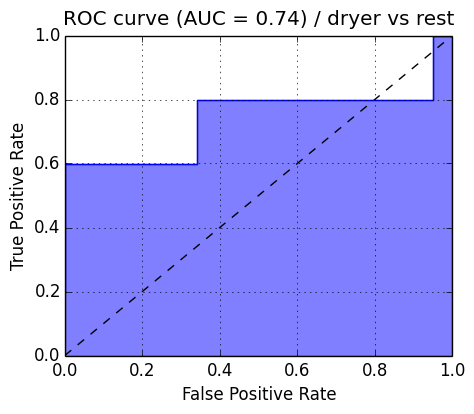 ROC curve (AUC = 0.74) / dryer vs rest
1.0
0.8
0.6
0.4
0.2
0.0
True Positive Rate
0.0 0.2 0.4 0.6 0.8 1.0
False Positive Rate